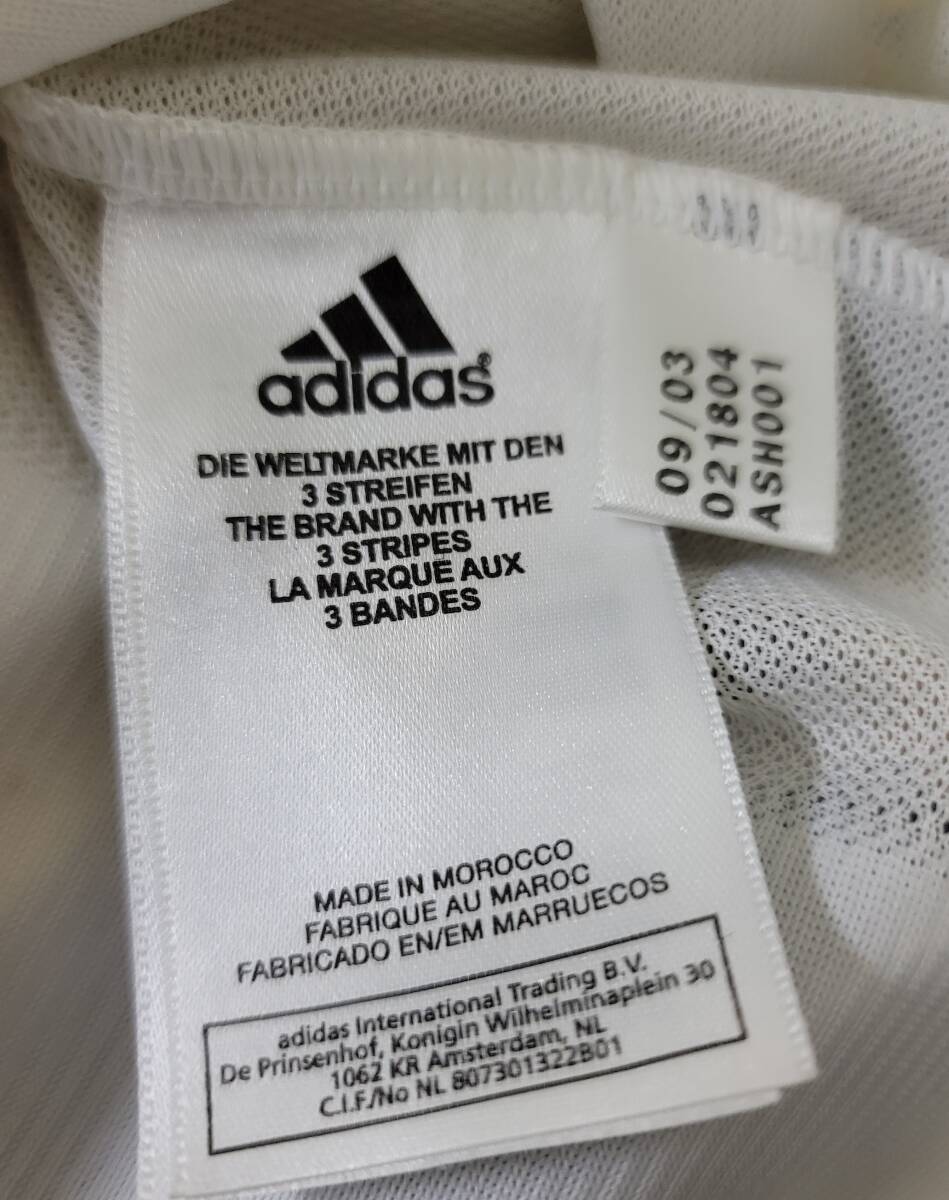 adidas®
DIE WELTMARKE MIT DEN
3 STREIFEN
THE BRAND WITH THE
3 STRIPES
LA MARQUE AUX
3 BANDES
MADE IN MOROCCO
FABRIQUE AU MAROC
FABRICADO EN/EM MARRUECOS
adidas International Trading B.V.
De Prinsenhof, Konigin Wilhelminaplein 30
1062 KR Amsterdam, NL
C.I.F./No NL 807301322B01
09/03
021804
ASH001